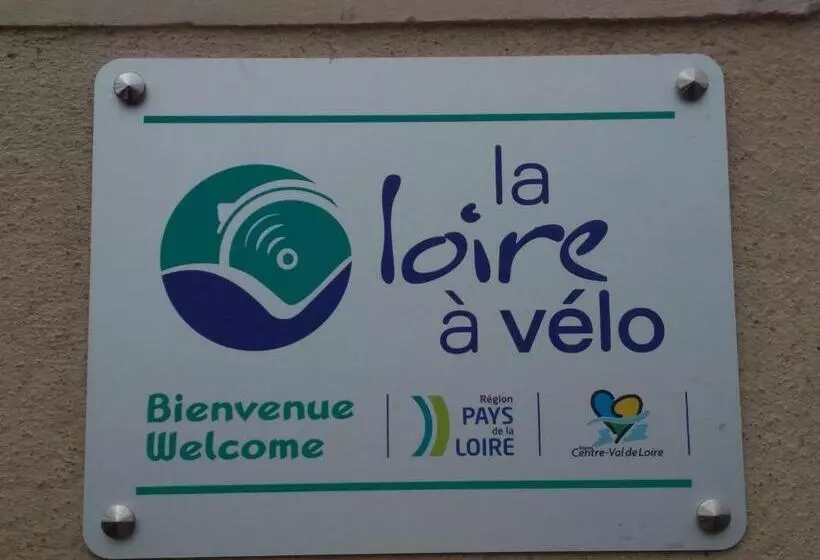 la
loire
à vélo
Bienvenue
Welcome
Région
PAYS
de la
LOIRE
Centre-Val de Loire